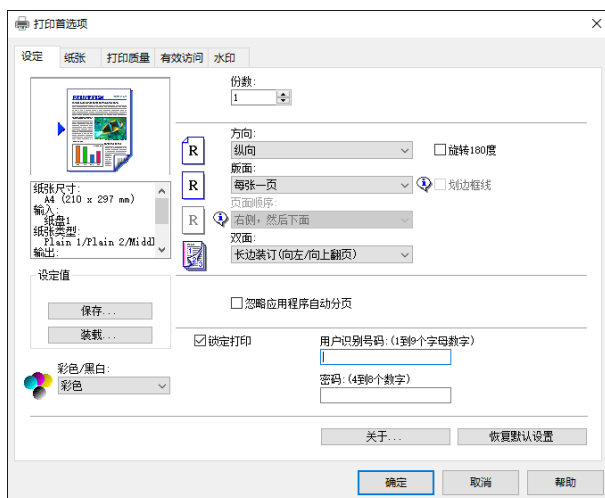 打印首选项
设定 纸张 打印质量 有效访问 水印
份数:
1
方向:
纵向
旋转180度
版面:
每张一页
划边框线
页面顺序:
右侧，然后下面
双面:
长边装订(向左/向上翻页)
纸张尺寸:
A4 (210 x 297 mm)
输入:
纸盘1
纸张类型:
Plain 1/Plain 2/Middl
输出:
设定值
保存...
装载...
忽略应用程序自动分页
锁定打印
用户识别号码:(1到9个字母数字)
密码:(4到8个数字)
彩色/黑白:
彩色
关于...
恢复默认设置
确定
取消
帮助